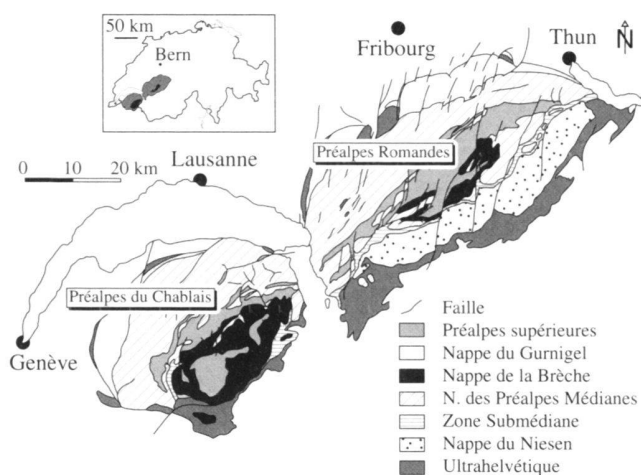 50 km
Bern
Fribourg
Thun
N
Lausanne
0 10 20 km
Préalpes Romandes
Préalpes du Chablais
Genève
Faille
Préalpes supérieures
Nappe du Gurnigel
Nappe de la Brèche
N. des Préalpes Médianes
Zone Submédiane
Nappe du Niesen
Ultrahelvétique